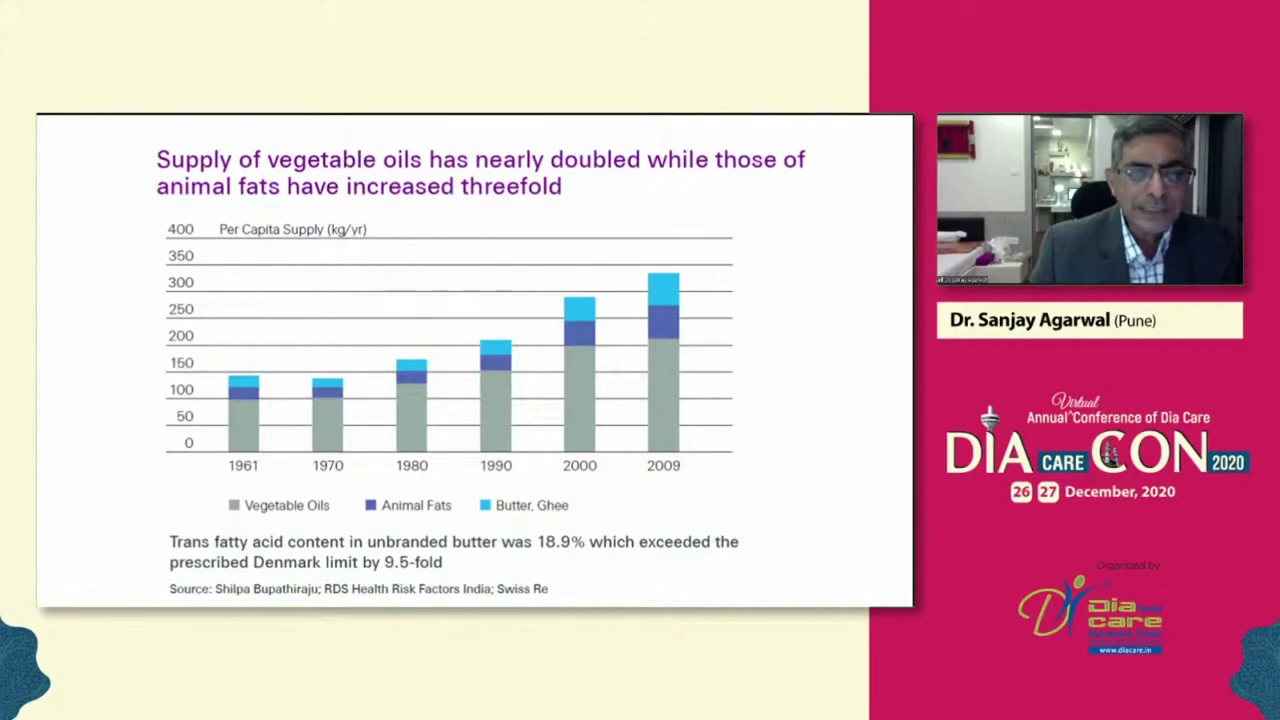 Supply of vegetable oils has nearly doubled while those of
animal fats have increased threefold
400 Per Capita Supply (kg/yr)
350
300
250
200
150
100
50
0
1961 1970 1980 1990 2000 2009
Vegetable Oils Animal Fats Butter, Ghee
Trans fatty acid content in unbranded butter was 18.9% which exceeded the
prescribed Denmark limit by 9.5-fold
Source: Shilpa Bupathiraju; RDS Health Risk Factors India; Swiss Re
Dr. Sanjay Agarwal (Pune)
Virtual
Annual^Conference of Dia Care
DIA CARE CON 2020
26 27 December, 2020
Organized by
Dia
care
www.diacare.in